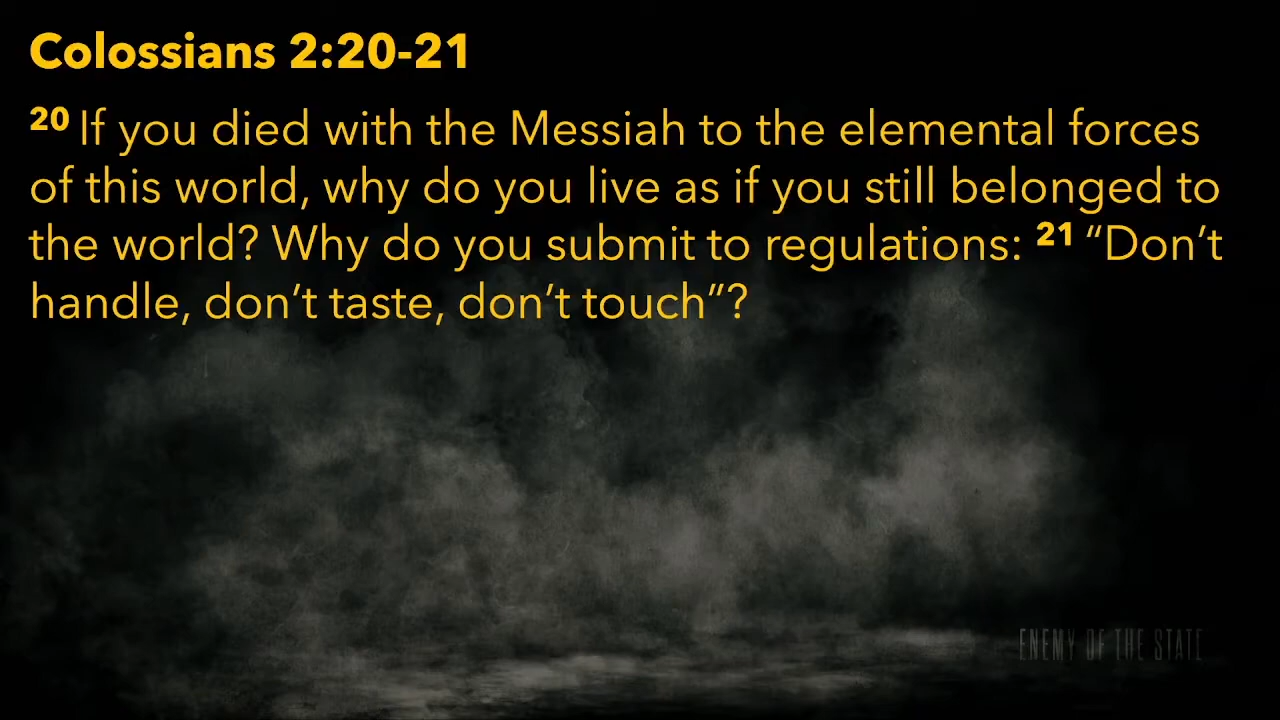 Colossians 2:20-21
20 If you died with the Messiah to the elemental forces
of this world, why do you live as if you still belonged to
the world? Why do you submit to regulations: 21 “Don’t
handle, don’t taste, don’t touch”?
ENEMY OF THE STATE